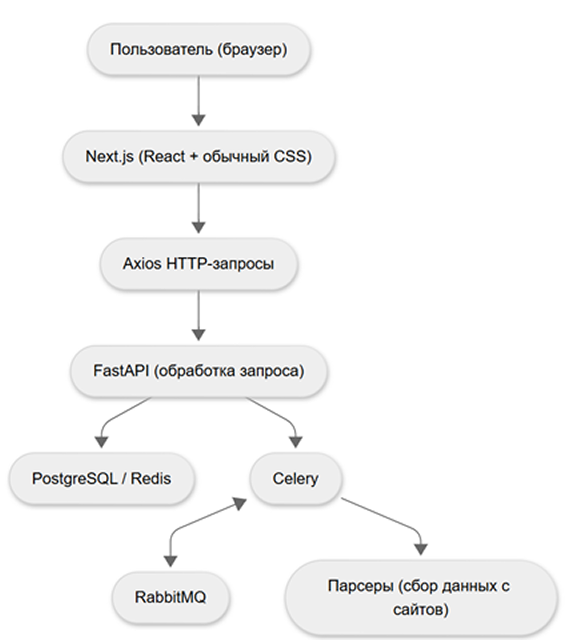 Пользователь (браузер)
Next.js (React + обычный CSS)
Axios HTTP-запросы
FastAPI (обработка запроса)
PostgreSQL / Redis
Celery
RabbitMQ
Парсеры (сбор данных с
сайтов)